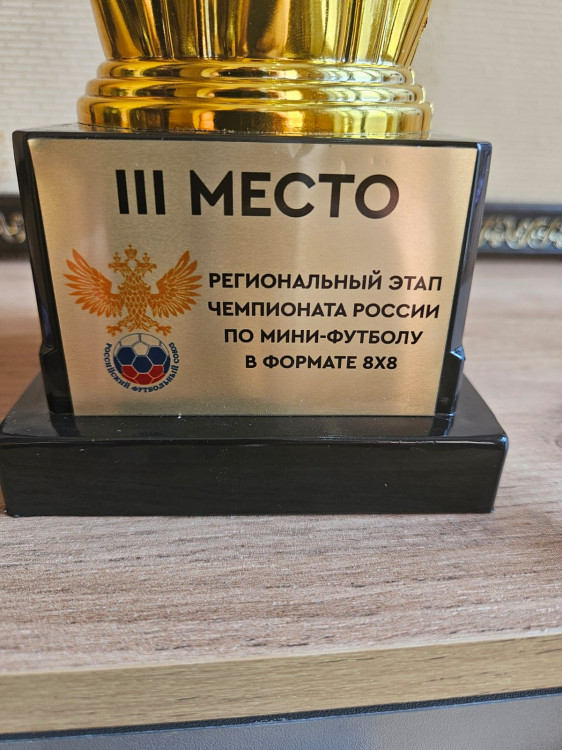 III МЕСТО
РЕГИОНАЛЬНЫЙ ЭТАП
ЧЕМПИОНАТА РОССИИ
ПО МИНИ-ФУТБОЛУ
В ФОРМАТЕ 8Х8
РОССИЙСКИЙ ФУТБОЛЬНЫЙ СОЮЗ